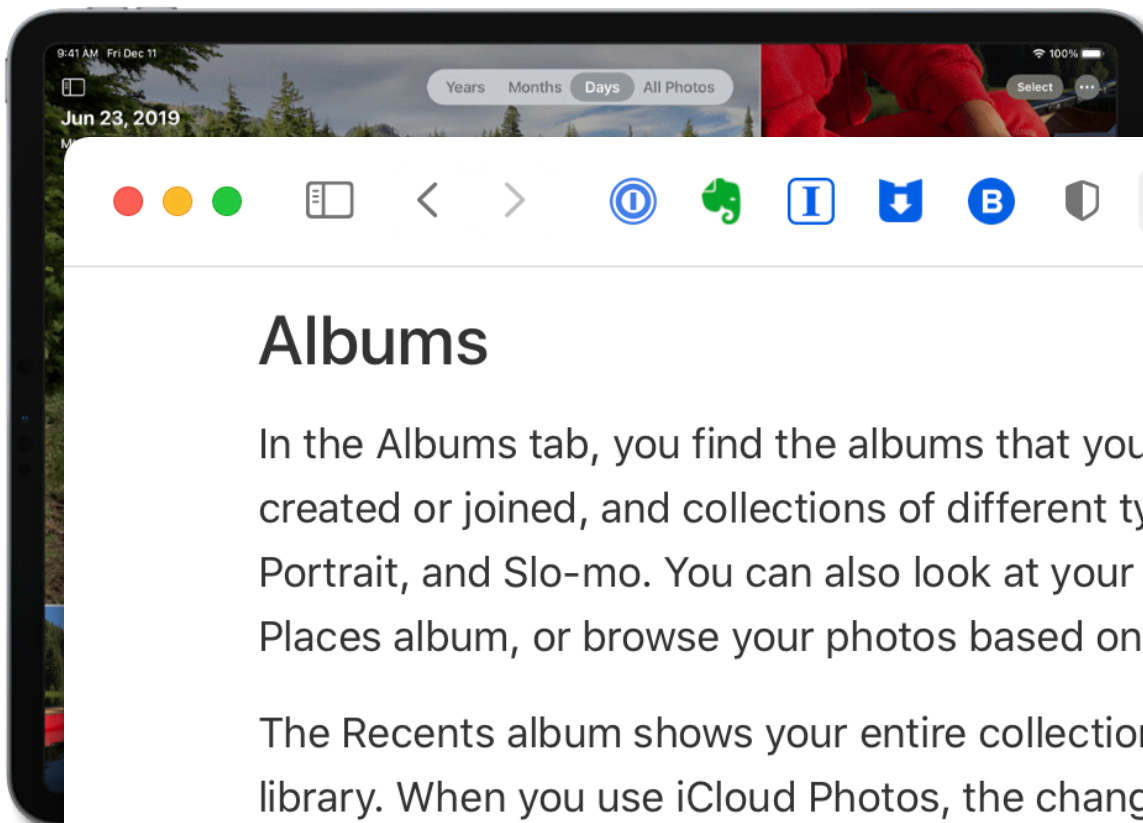 9:41 AM Fri Dec 11
100%
Years Months Days All Photos
Select
Jun 23, 2019
B
Albums
In the Albums tab, you find the albums that you
created or joined, and collections of different
Portrait, and Slo-mo. You can also look at your
Places album, or browse your photos based on
The Recents album shows your entire
library. When you use iCloud Photos, the